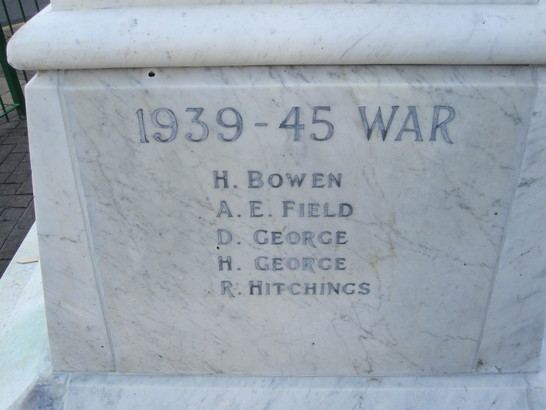 1939-45 WAR
H. BOWEN
A. E. FIELD
D. GEORGE
H. GEORGE
R. HITCHINGS